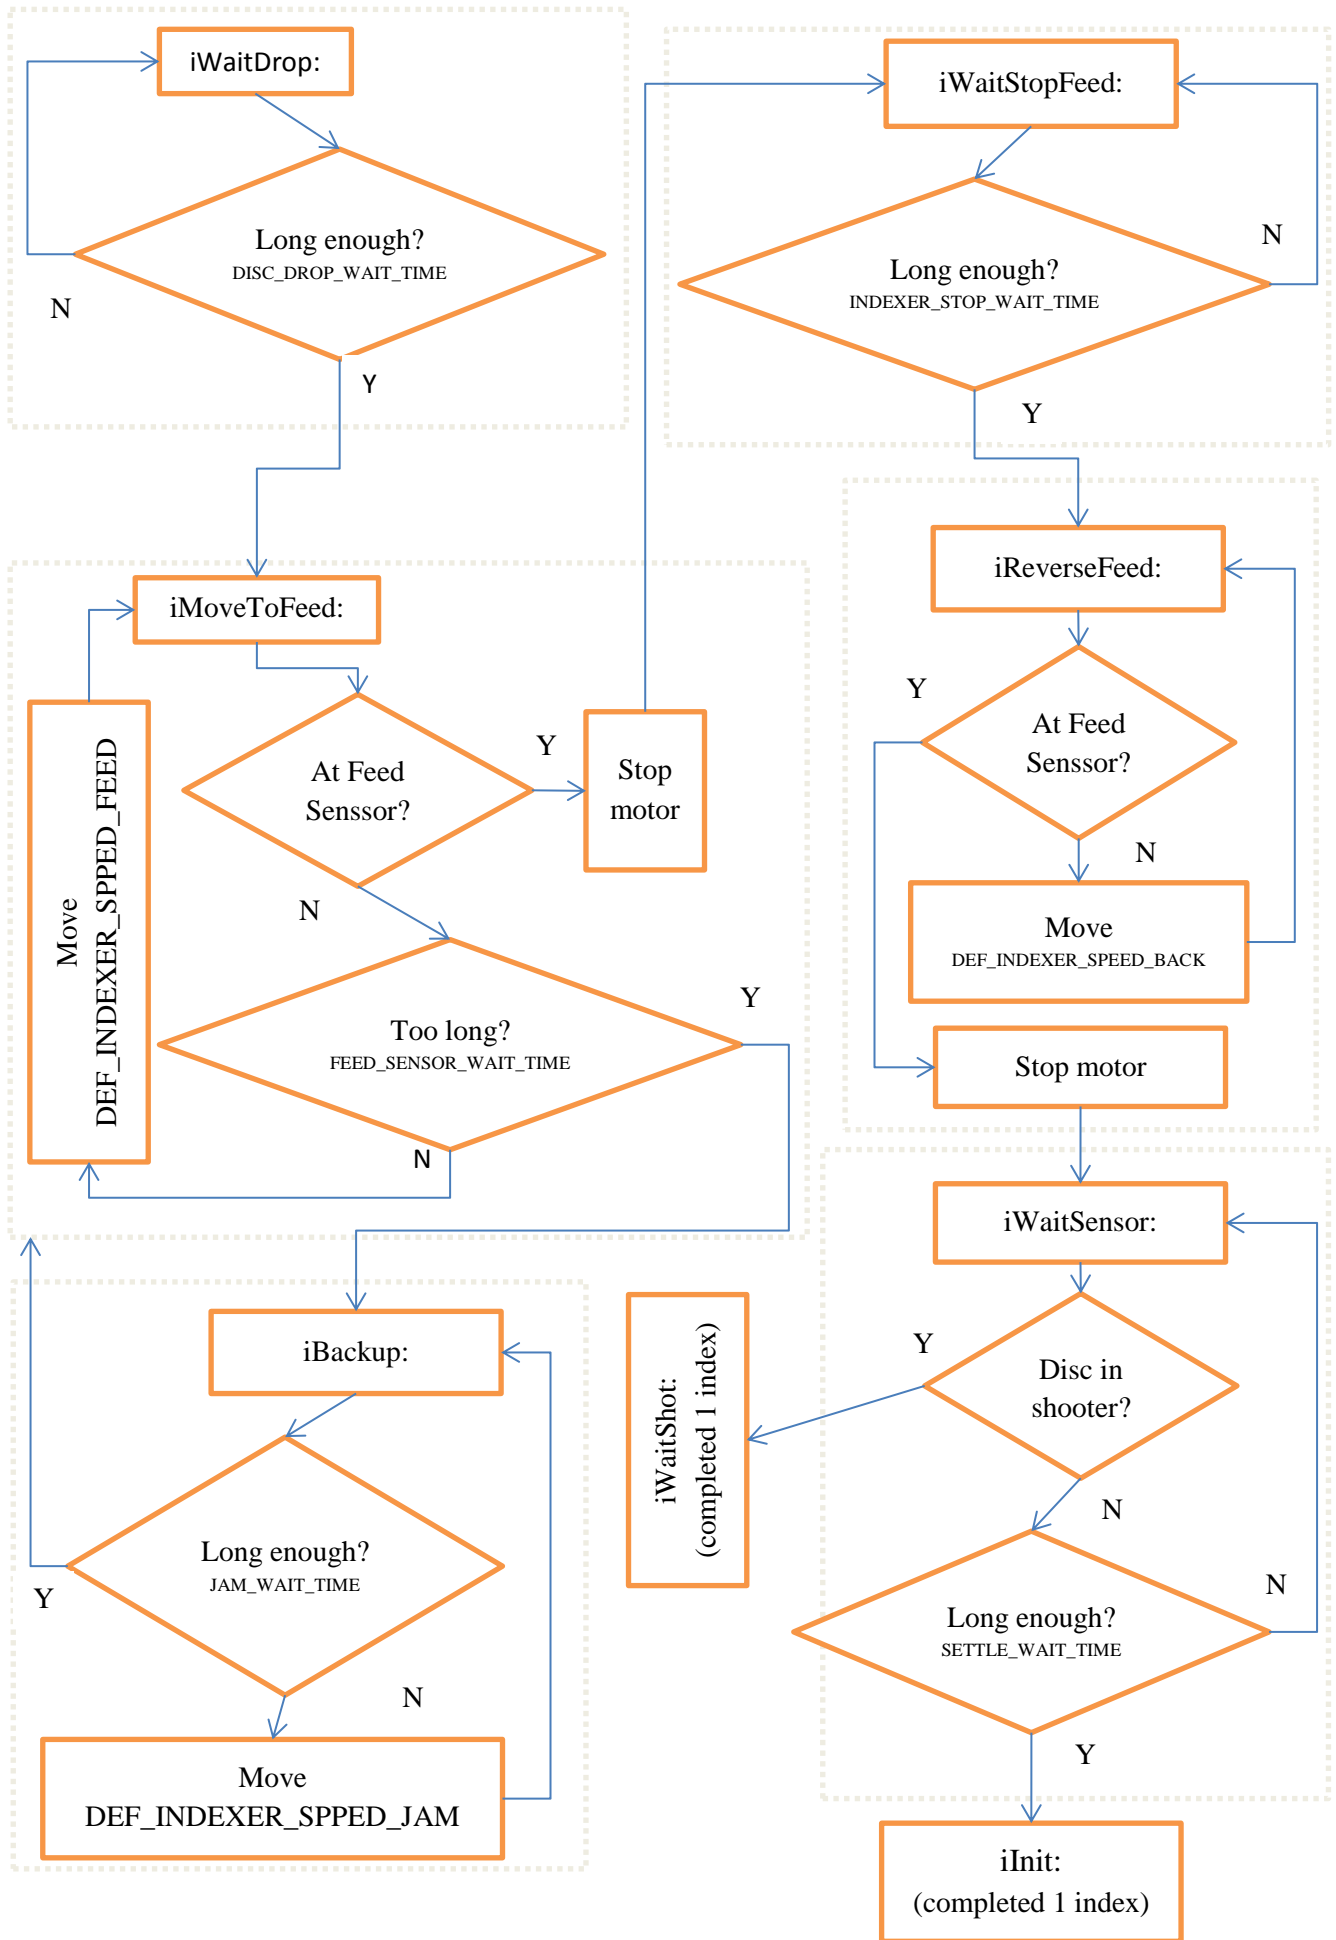 iWaitDrop:
Long enough?
DISC_DROP_WAIT_TIME
N
Y
iMoveToFeed:
At Feed
Senssor?
Y
Stop
motor
N
Move
DEF_INDEXER_SPPED_FEED
Too long?
FEED_SENSOR_WAIT_TIME
Y
N
iBackup:
Long enough?
JAM_WAIT_TIME
Y
N
Move
DEF_INDEXER_SPPED_JAM
iWaitStopFeed:
Long enough?
INDEXER_STOP_WAIT_TIME
N
Y
iReverseFeed:
Y
At Feed
Senssor?
N
Move
DEF_INDEXER_SPEED_BACK
Stop motor
iWaitSensor:
Y
Disc in
shooter?
iWaitShot:
(completed 1 index)
N
Long enough?
SETTLE_WAIT_TIME
N
Y
iInit:
(completed 1 index)